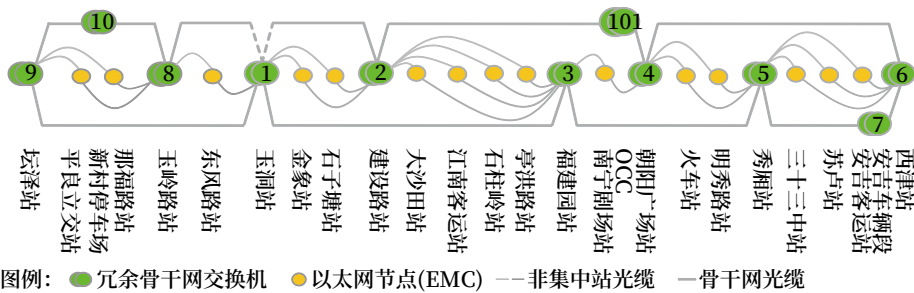 10
101
9
8
1
2
3
4
5
6
7
坛泽站
平良立交站
新村停车场
那福路站
玉岭路站
东风路站
玉洞站
金象站
石子塘站
建设路站
大沙田站
江南客运站
石柱岭站
亭洪路站
福建园站
南宁剧场站
OCC
朝阳广场站
火车站
明秀路站
秀厢站
三十三中站
苏卢站
安吉客运站
安吉车辆段
西津站
图例： 冗余骨干网交换机 以太网节点(EMC) 非集中站光缆 骨干网光缆